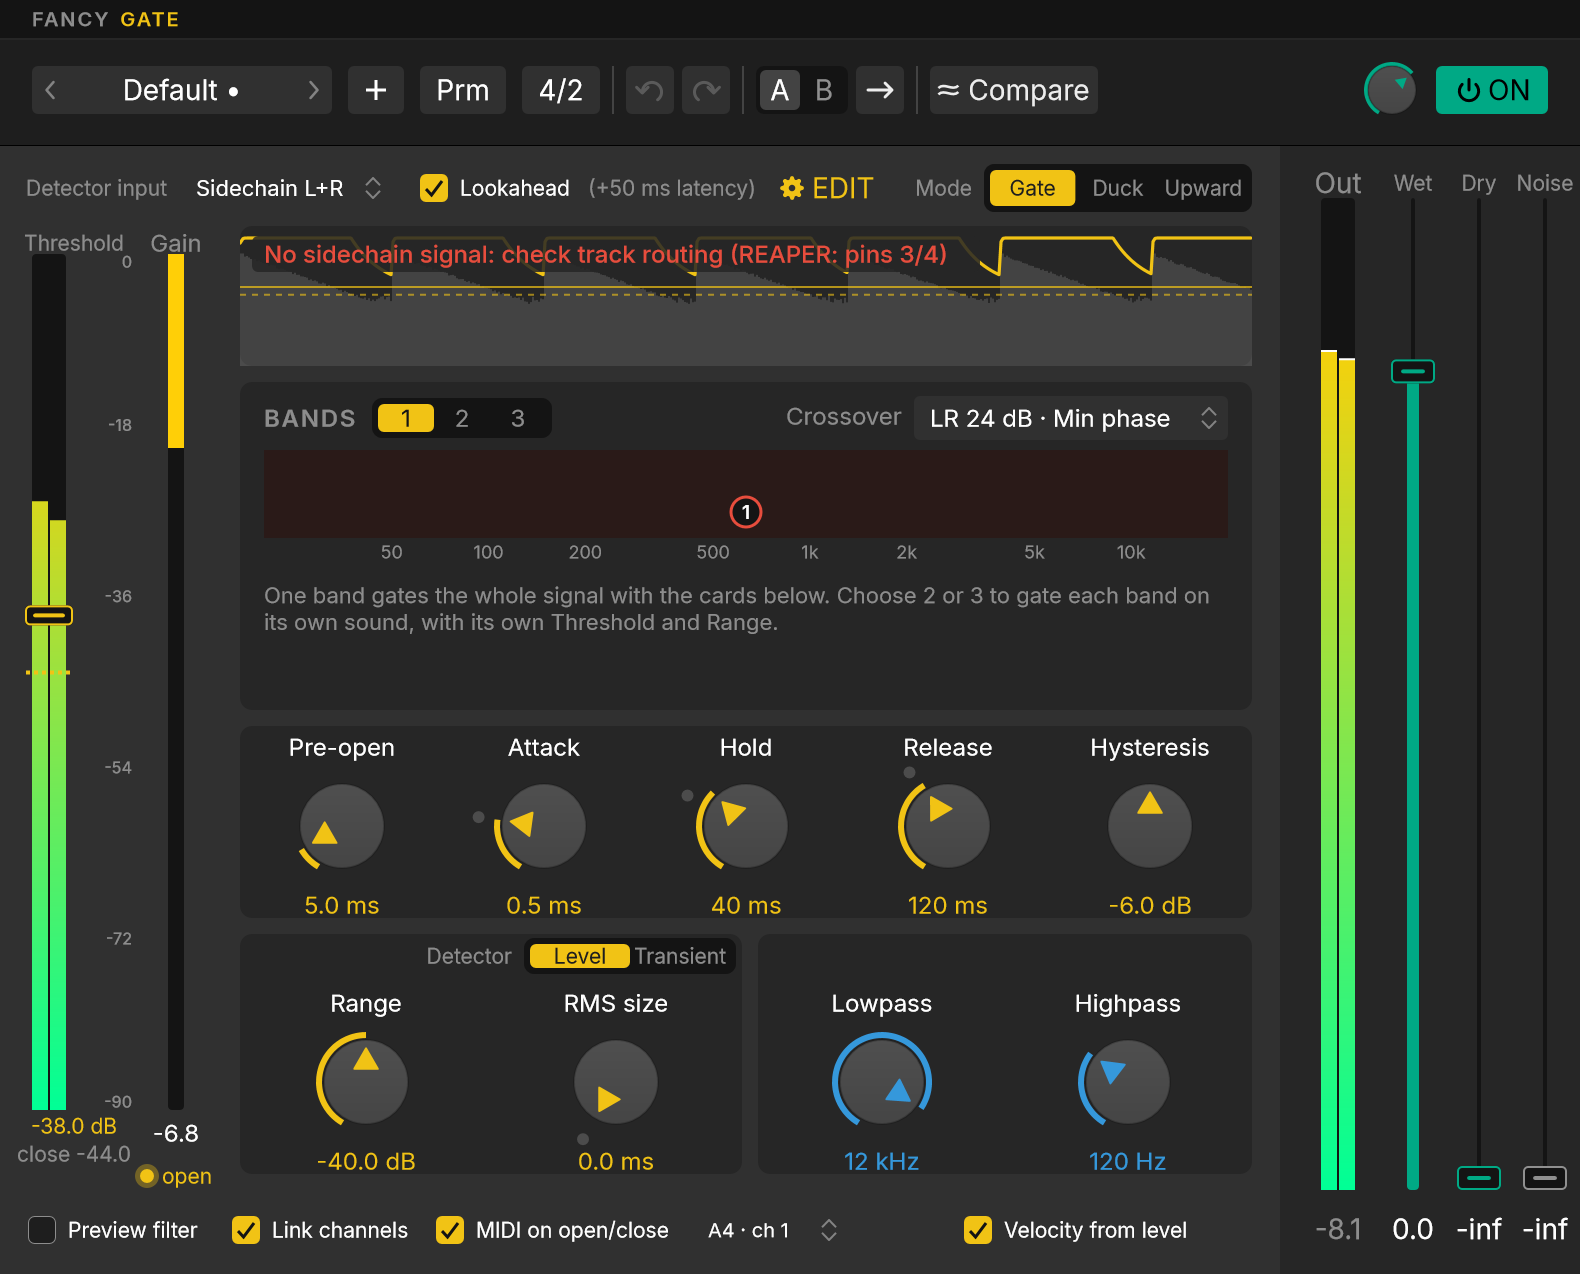 FANCY GATE
Default •
+
Prm
4/2
A
B
→
≈ Compare
ON
Detector input
Sidechain L+R
Lookahead
(+50 ms latency)
EDIT
Mode
Gate
Duck
Upward
Out
Wet
Dry
Noise
Threshold
Gain
No sidechain signal: check track routing (REAPER: pins 3/4)
0
-18
-36
-54
-72
-90
BANDS
1
2
3
Crossover
LR 24 dB · Min phase
1
50
100
200
500
1k
2k
5k
10k
One band gates the whole signal with the cards below. Choose 2 or 3 to gate each band on
its own sound, with its own Threshold and Range.
Pre-open
Attack
Hold
Release
Hysteresis
5.0 ms
0.5 ms
40 ms
120 ms
-6.0 dB
Detector
Level
Transient
Range
RMS size
Lowpass
Highpass
-40.0 dB
0.0 ms
12 kHz
120 Hz
-38.0 dB
close -44.0
-6.8
open
Preview filter
Link channels
MIDI on open/close
A4 · ch 1
Velocity from level
-8.1
0.0
-inf
-inf